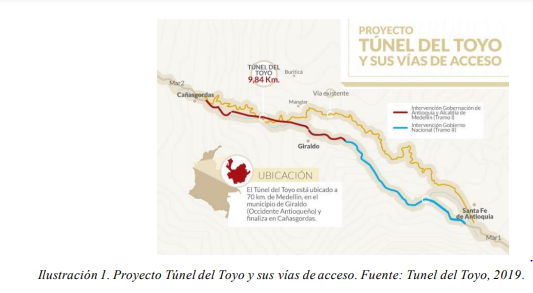 PROYECTO
TÚNEL DEL TOYO
Y SUS VÍAS DE ACCESO
TÚNEL DEL
TOYO
9,84 Km.
Buriticá
Mar2
Cañasgordas
Vía existente
Manglar
Giraldo
Intervención Gobernación de
Antioquia y Alcaldía de
Medellín (Tramo I)
Intervención Gobierno
Nacional (Tramo II)
UBICACIÓN
El Túnel del Toyo está ubicado a
70 km. de Medellín, en el
municipio de Giraldo
(Occidente Antioqueño) y
finaliza en Cañasgordas.
Santa Fe
de Antioquia
Mar1
Ilustración 1. Proyecto Túnel del Toyo y sus vías de acceso. Fuente: Tunel del Toyo, 2019.